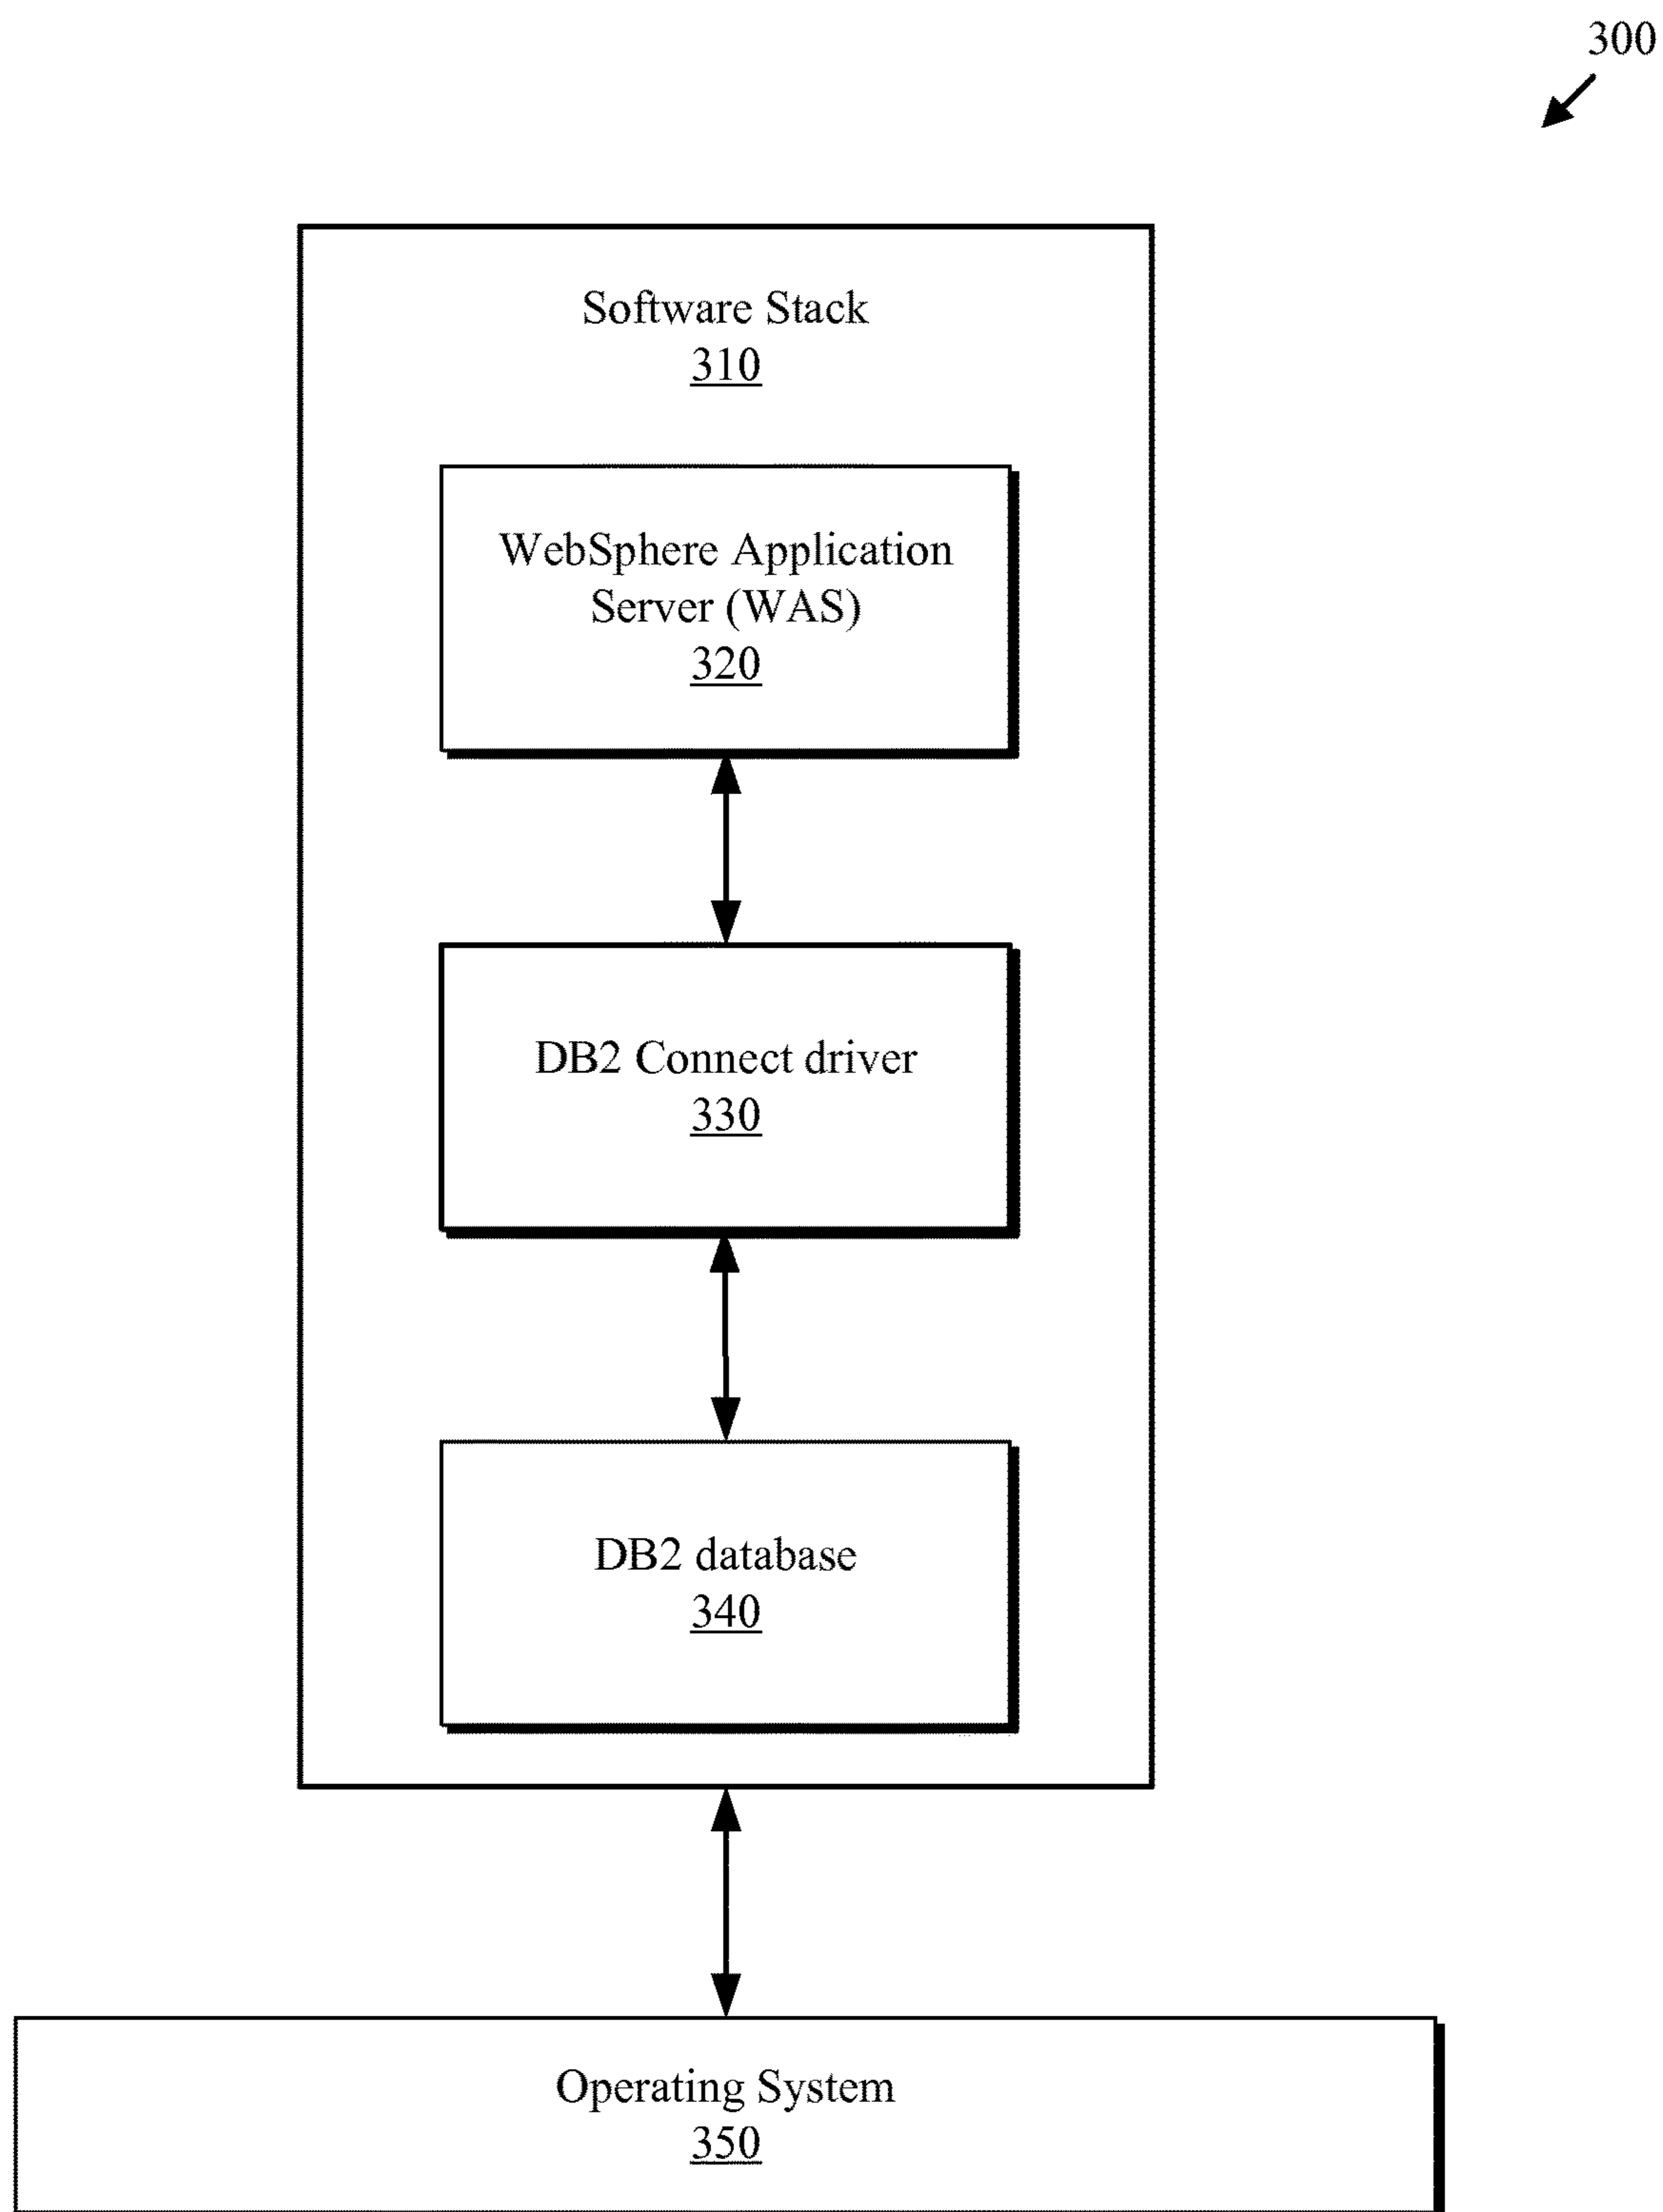 300
Software Stack
310
WebSphere Application
Server (WAS)
320
DB2 Connect driver
330
DB2 database
340
Operating System
350